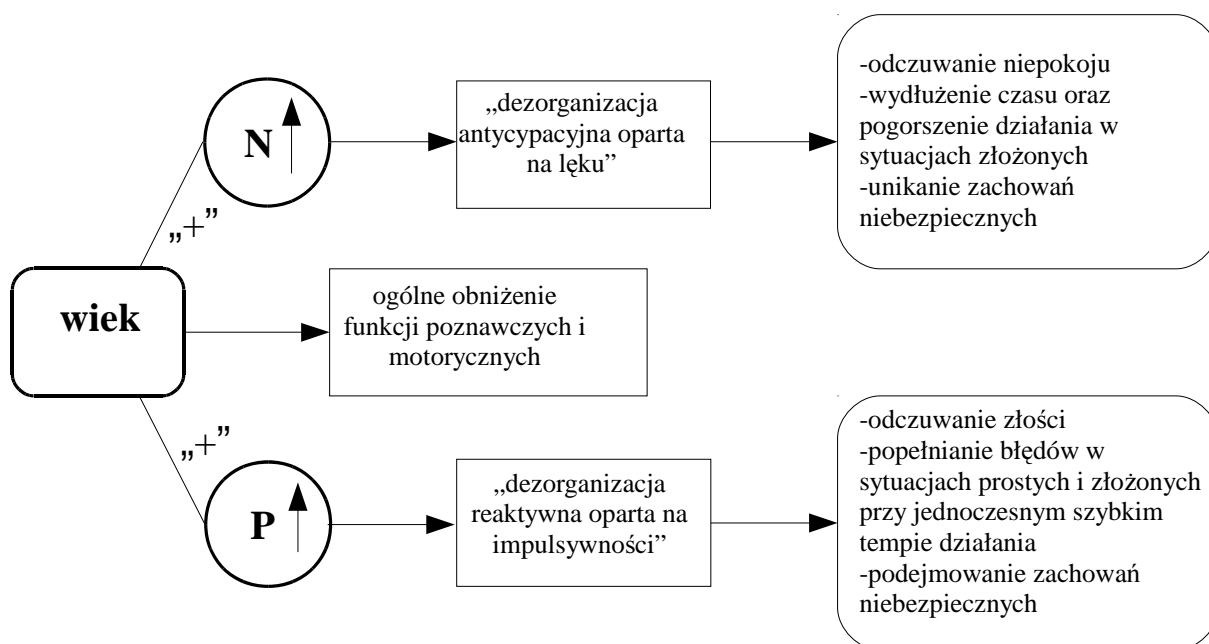 N
„+”
„dezorganizacja
antycypacyjna oparta
na lęku”
-odczuwanie niepokoju
-wydłużenie czasu oraz
pogorszenie działania w
sytuacjach złożonych
-unikanie zachowań
niebezpiecznych
wiek
ogólne obniżenie
funkcji poznawczych i
motorycznych
„+”
P
„dezorganizacja
reaktywna oparta na
impulsywności”
-odczuwanie złości
-popełnianie błędów w
sytuacjach prostych i złożonych
przy jednoczesnym szybkim
tempie działania
-podejmowanie zachowań
niebezpiecznych